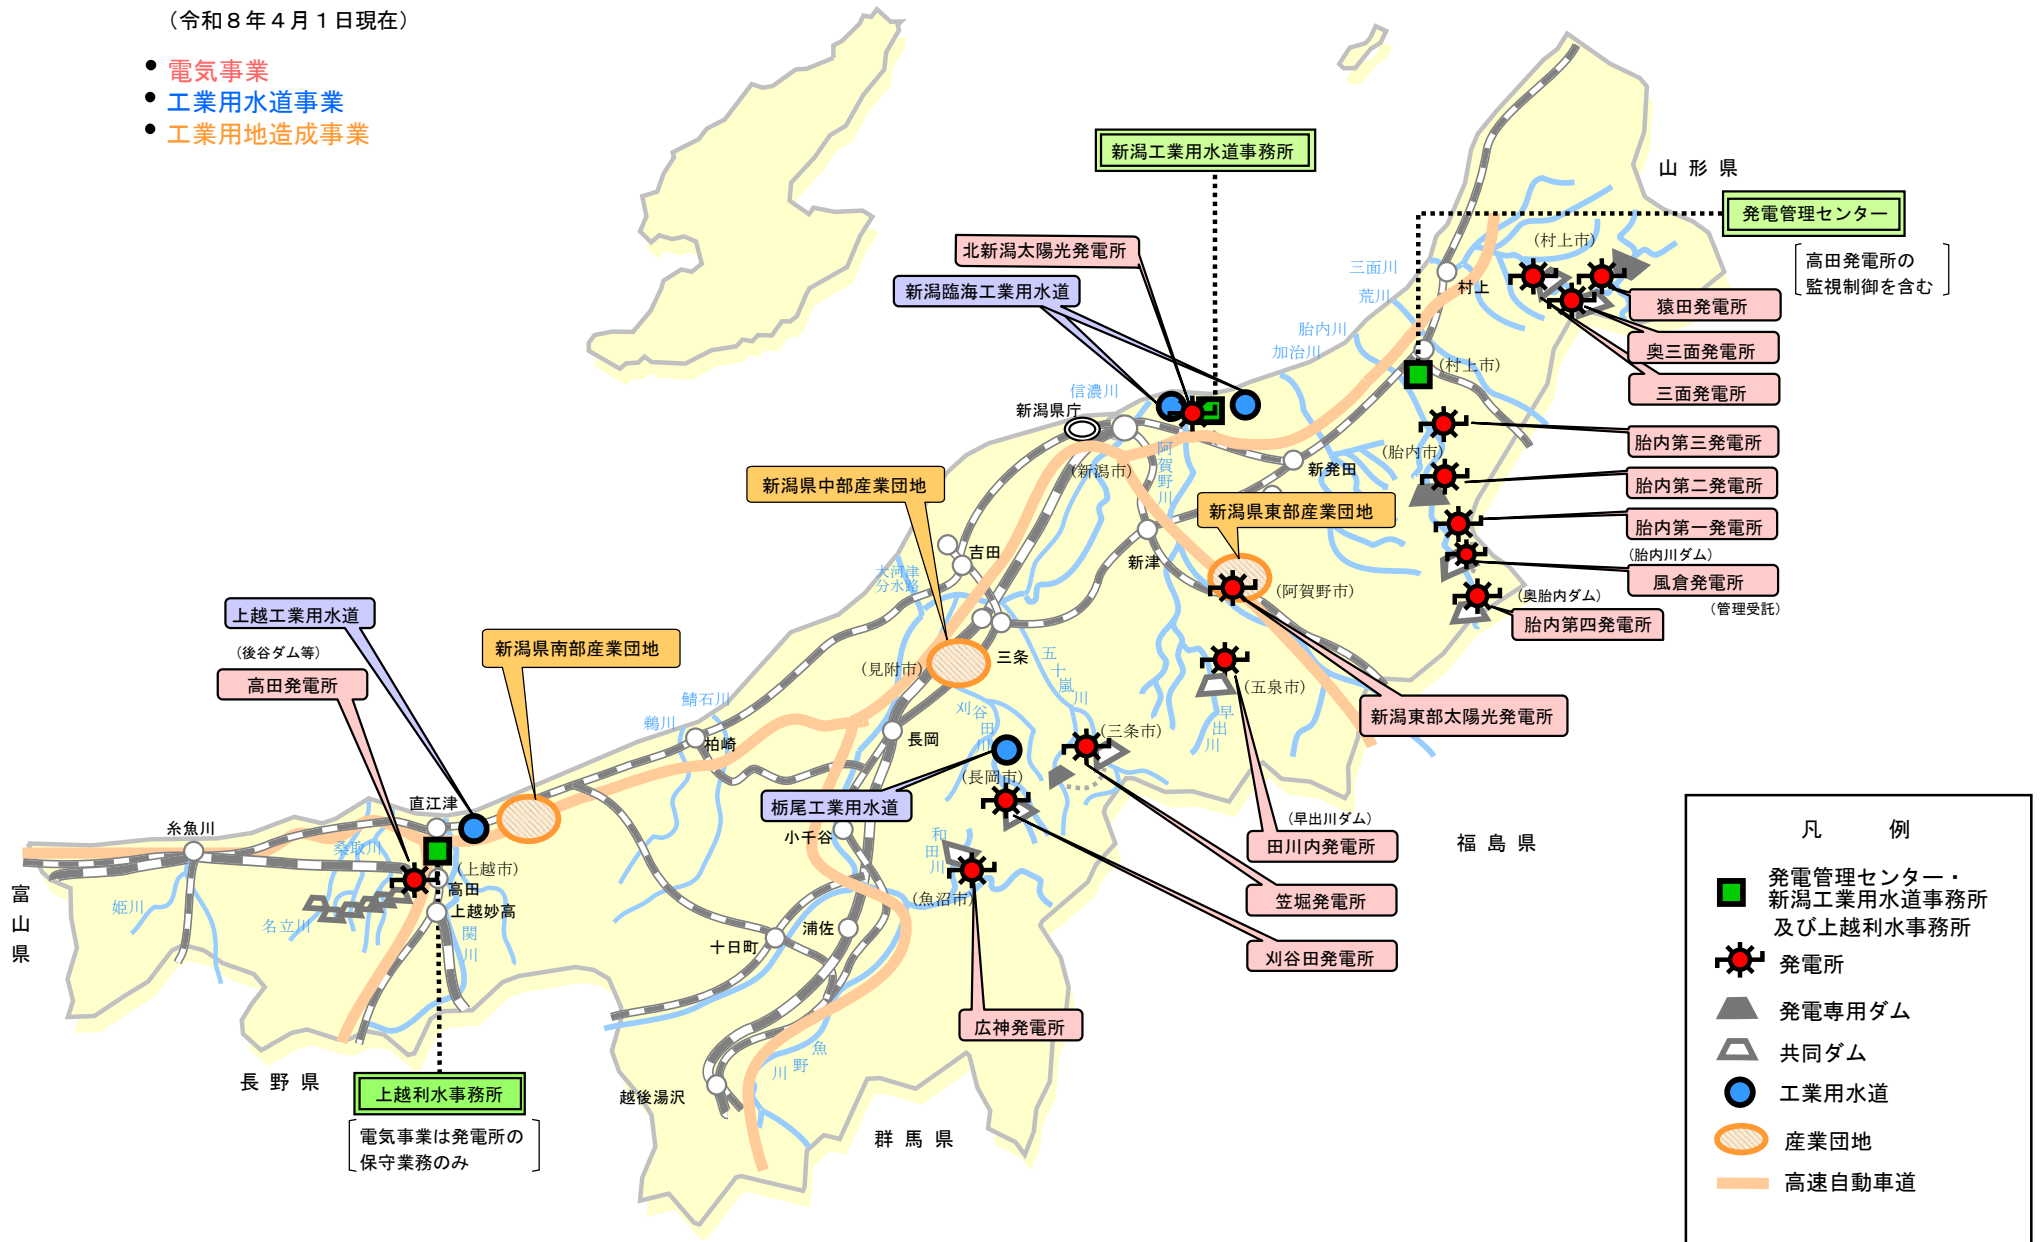 （令和８年４月１日現在）
• 電気事業
• 工業用水道事業
• 工業用地造成事業
新潟工業用水道事務所
山 形 県
発電管理センター
高田発電所の
監視制御を含む
北新潟太陽光発電所
新潟臨海工業用水道
(村上市)
三面川
村上
荒川
猿田発電所
奥三面発電所
三面発電所
胎内川
加治川
(村上市)
信濃川
新潟県庁
(新潟市)
阿賀野川
新発田
(胎内市)
胎内第三発電所
胎内第二発電所
胎内第一発電所
(胎内川ダム)
風倉発電所
(管理受託)
(奥胎内ダム)
胎内第四発電所
新潟県中部産業団地
新潟県東部産業団地
吉田
新津
(阿賀野市)
大河津
分水路
上越工業用水道
新潟県南部産業団地
(後谷ダム等)
高田発電所
(見附市)
三条
五十嵐川
(五泉市)
新潟東部太陽光発電所
鯖石川
鵜川
柏崎
刈谷田川
長岡
(三条市)
早出川
(長岡市)
栃尾工業用水道
直江津
糸魚川
小千谷
和田川
(早出川ダム)
田川内発電所
福 島 県
桑取川
(上越市)
高田
上越妙高
姫川
名立川
関川
富山県
(魚沼市)
笠堀発電所
十日町
浦佐
刈谷田発電所
広神発電所
魚野川
長 野 県
上越利水事務所
電気事業は発電所の
保守業務のみ
越後湯沢
群 馬 県
凡 例
発電管理センター・
新潟工業用水道事務所
及び上越利水事務所
発電所
発電専用ダム
共同ダム
工業用水道
産業団地
高速自動車道